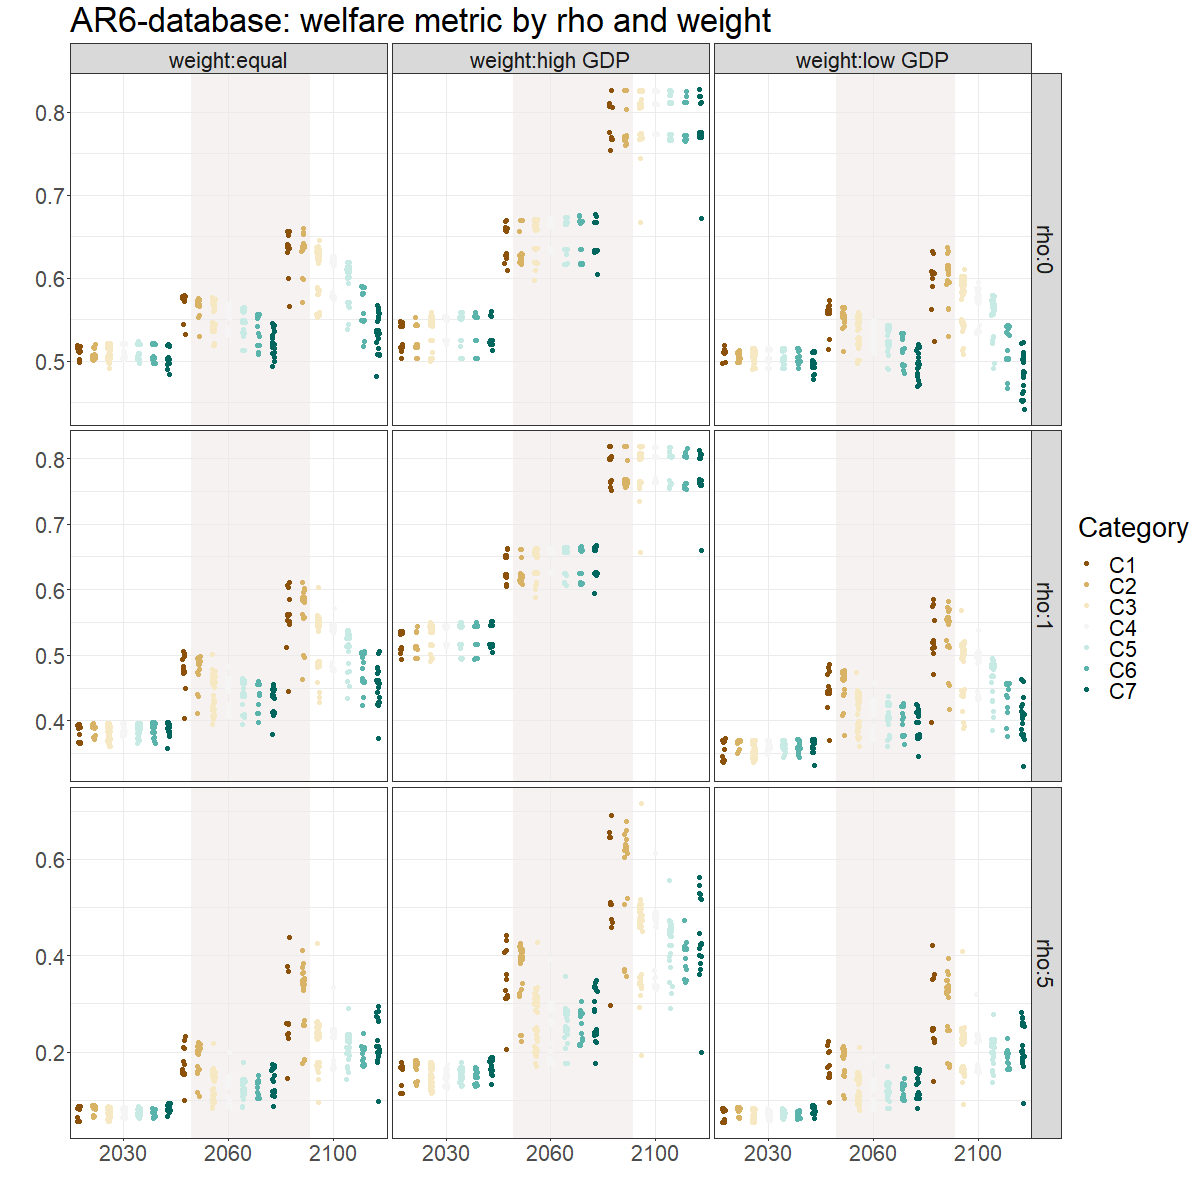 AR6-database: welfare metric by rho and weight
weight:equal
weight:high GDP
weight:low GDP
0.8
0.7
0.6
0.5
rho:0
0.8
0.7
0.6
0.5
0.4
rho:1
0.6
0.4
0.2
rho:5
2030
2060
2100
2030
2060
2100
2030
2060
2100
Category
C1
C2
C3
C4
C5
C6
C7